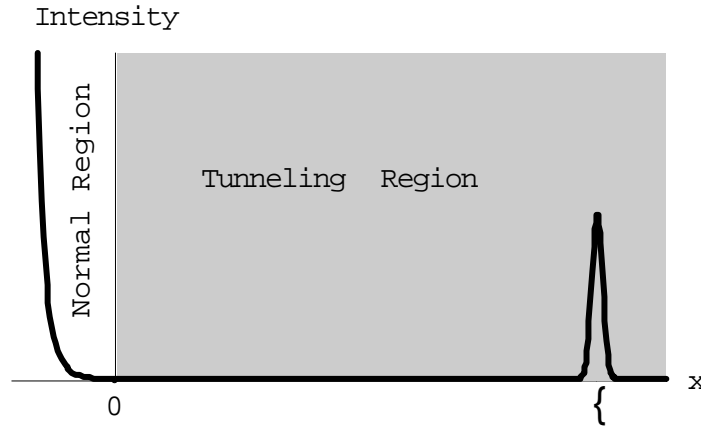 Intensity
Normal Region
Tunneling Region
x
0
{